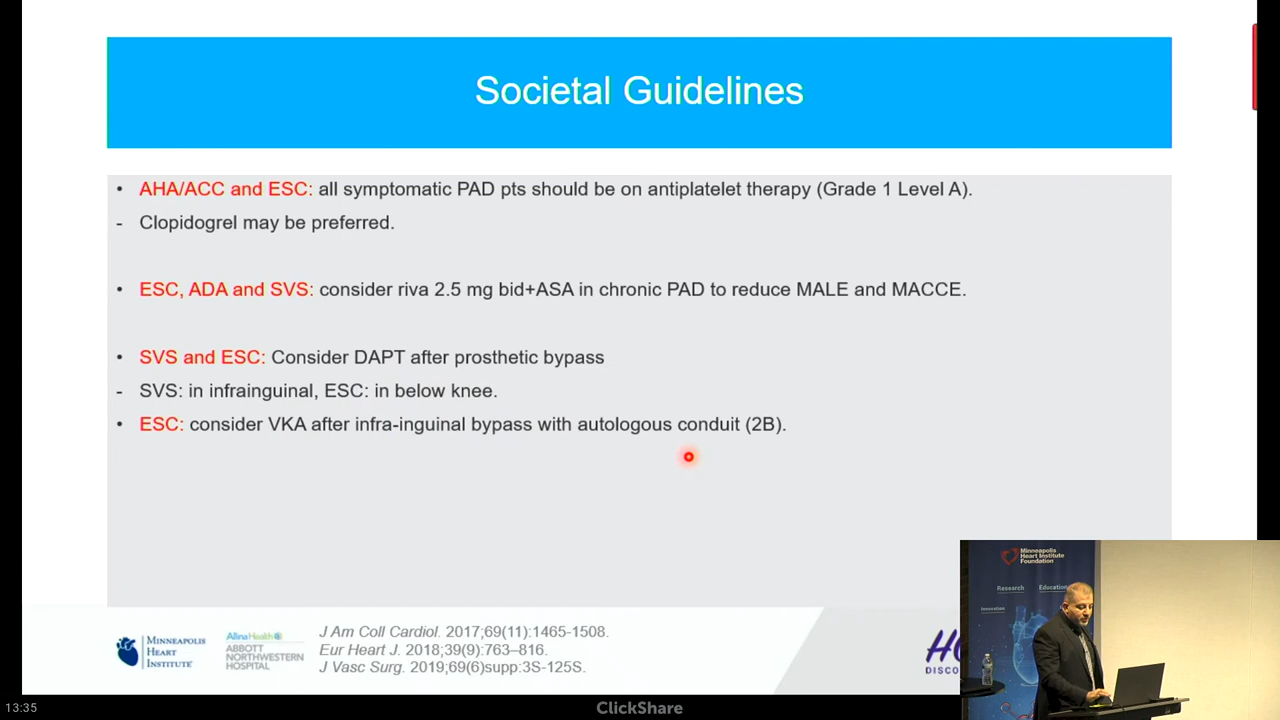 Societal Guidelines
• AHA/ACC and ESC: all symptomatic PAD pts should be on antiplatelet therapy (Grade 1 Level A).
- Clopidogrel may be preferred.
• ESC, ADA and SVS: consider riva 2.5 mg bid+ASA in chronic PAD to reduce MALE and MACCE.
• SVS and ESC: Consider DAPT after prosthetic bypass
- SVS: in infrainguinal, ESC: in below knee.
• ESC: consider VKA after infra-inguinal bypass with autologous conduit (2B).
Minneapolis
Heart
Institute®
Allina Health
ABBOTT
NORTHWESTERN
HOSPITAL
J Am Coll Cardiol. 2017;69(11):1465-1508.
Eur Heart J. 2018;39(9):763–816.
J Vasc Surg. 2019;69(6)supp:3S-125S.
DISCO
Minneapolis
Heart Institute
Foundation
Research
Education
Innovation
13:35
ClickShare